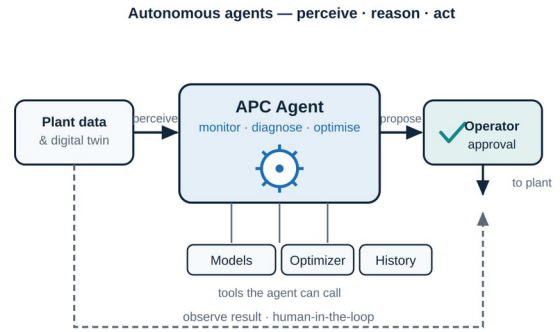 Autonomous agents — perceive · reason · act
Plant data
& digital twin
perceive
APC Agent
monitor · diagnose · optimise
propose
Operator
approval
to plant
Models
Optimizer
History
tools the agent can call
observe result · human-in-the-loop